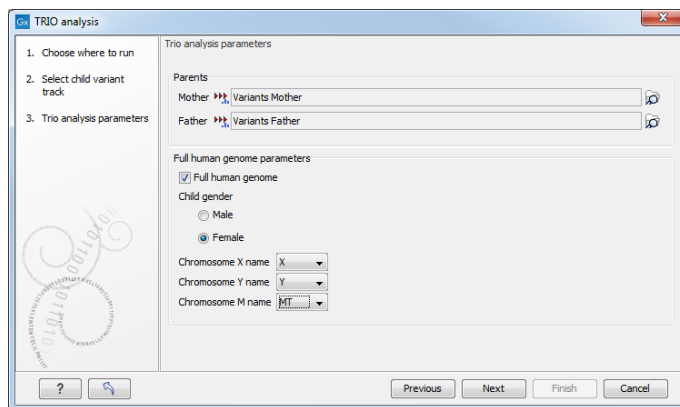 Gx TRIO analysis
1. Choose where to run
2. Select child variant
track
3. Trio analysis parameters
Trio analysis parameters
Parents
Mother Variants Mother
Father Variants Father
Full human genome parameters
Full human genome
Child gender
Male
Female
Chromosome X name X
Chromosome Y name Y
Chromosome M name MT
? Previous Next Finish Cancel